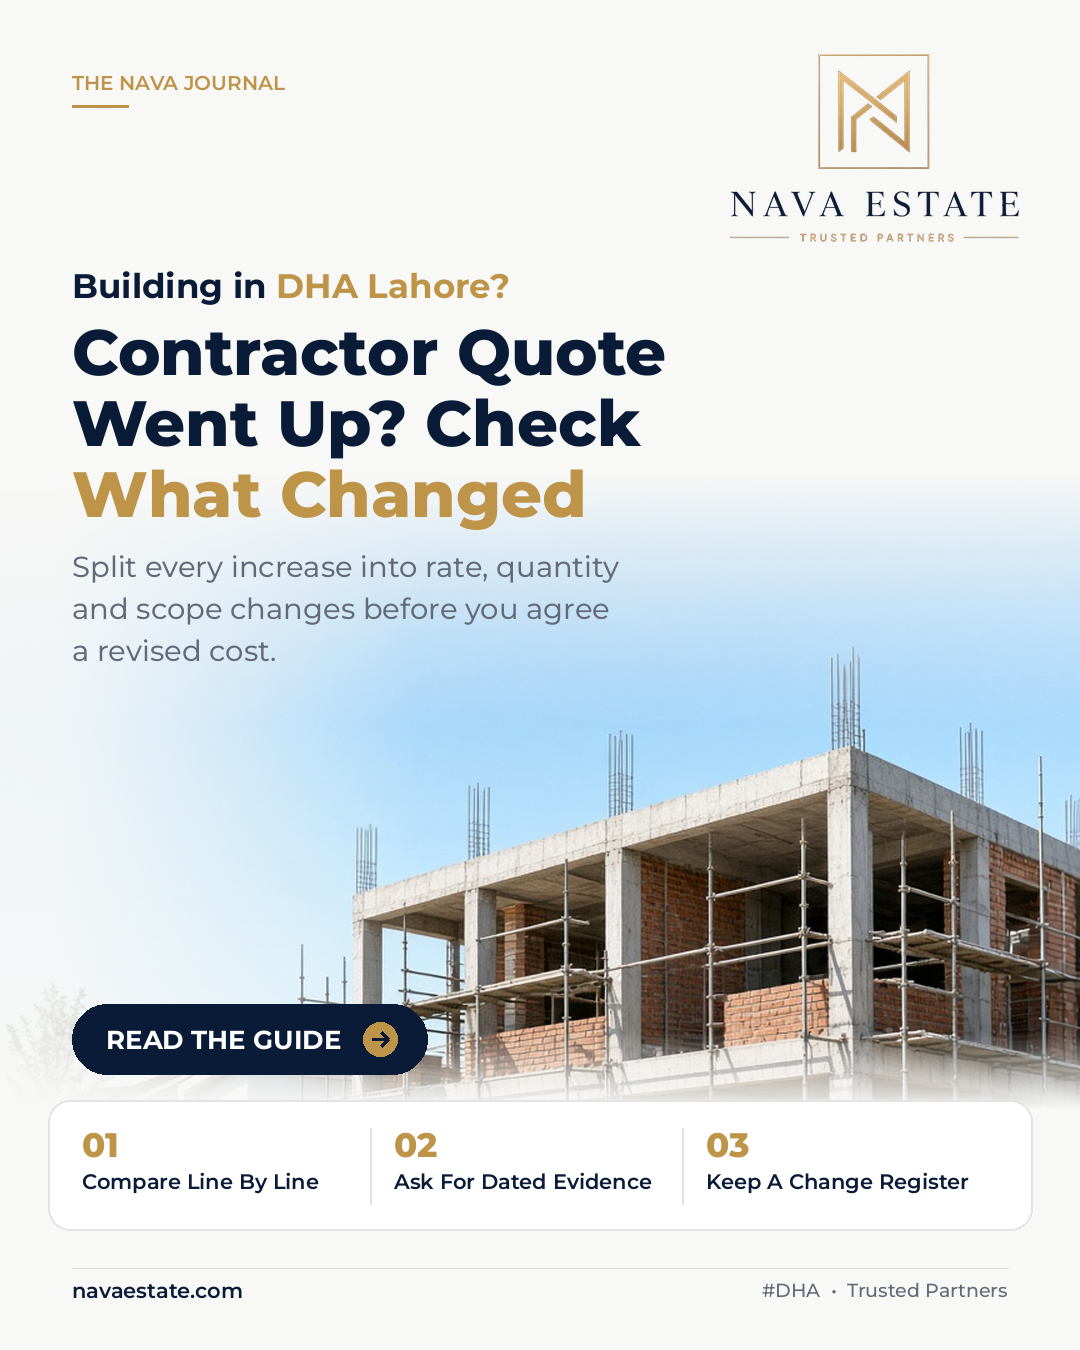 THE NAVA JOURNAL
NAVA ESTATE
TRUSTED PARTNERS
Building in DHA Lahore?
Contractor Quote
Went Up? Check
What Changed
Split every increase into rate, quantity
and scope changes before you agree
a revised cost.
READ THE GUIDE
01
Compare Line By Line
02
Ask For Dated Evidence
03
Keep A Change Register
navaestate.com
#DHA • Trusted Partners